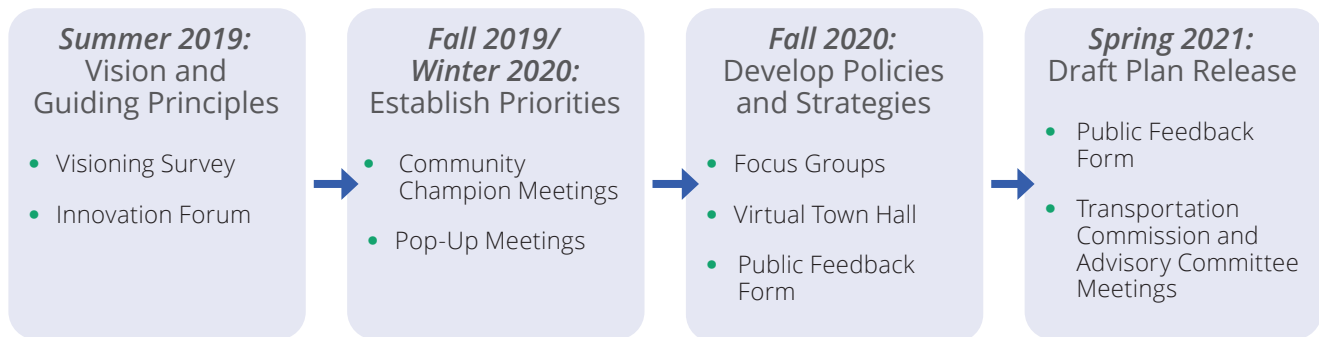 Summer 2019:
Vision and
Guiding Principles
• Visioning Survey
• Innovation Forum
Fall 2019/
Winter 2020:
Establish Priorities
• Community
Champion Meetings
• Pop-Up Meetings
Fall 2020:
Develop Policies
and Strategies
• Focus Groups
• Virtual Town Hall
• Public Feedback
Form
Spring 2021:
Draft Plan Release
• Public Feedback
Form
• Transportation
Commission and
Advisory Committee
Meetings